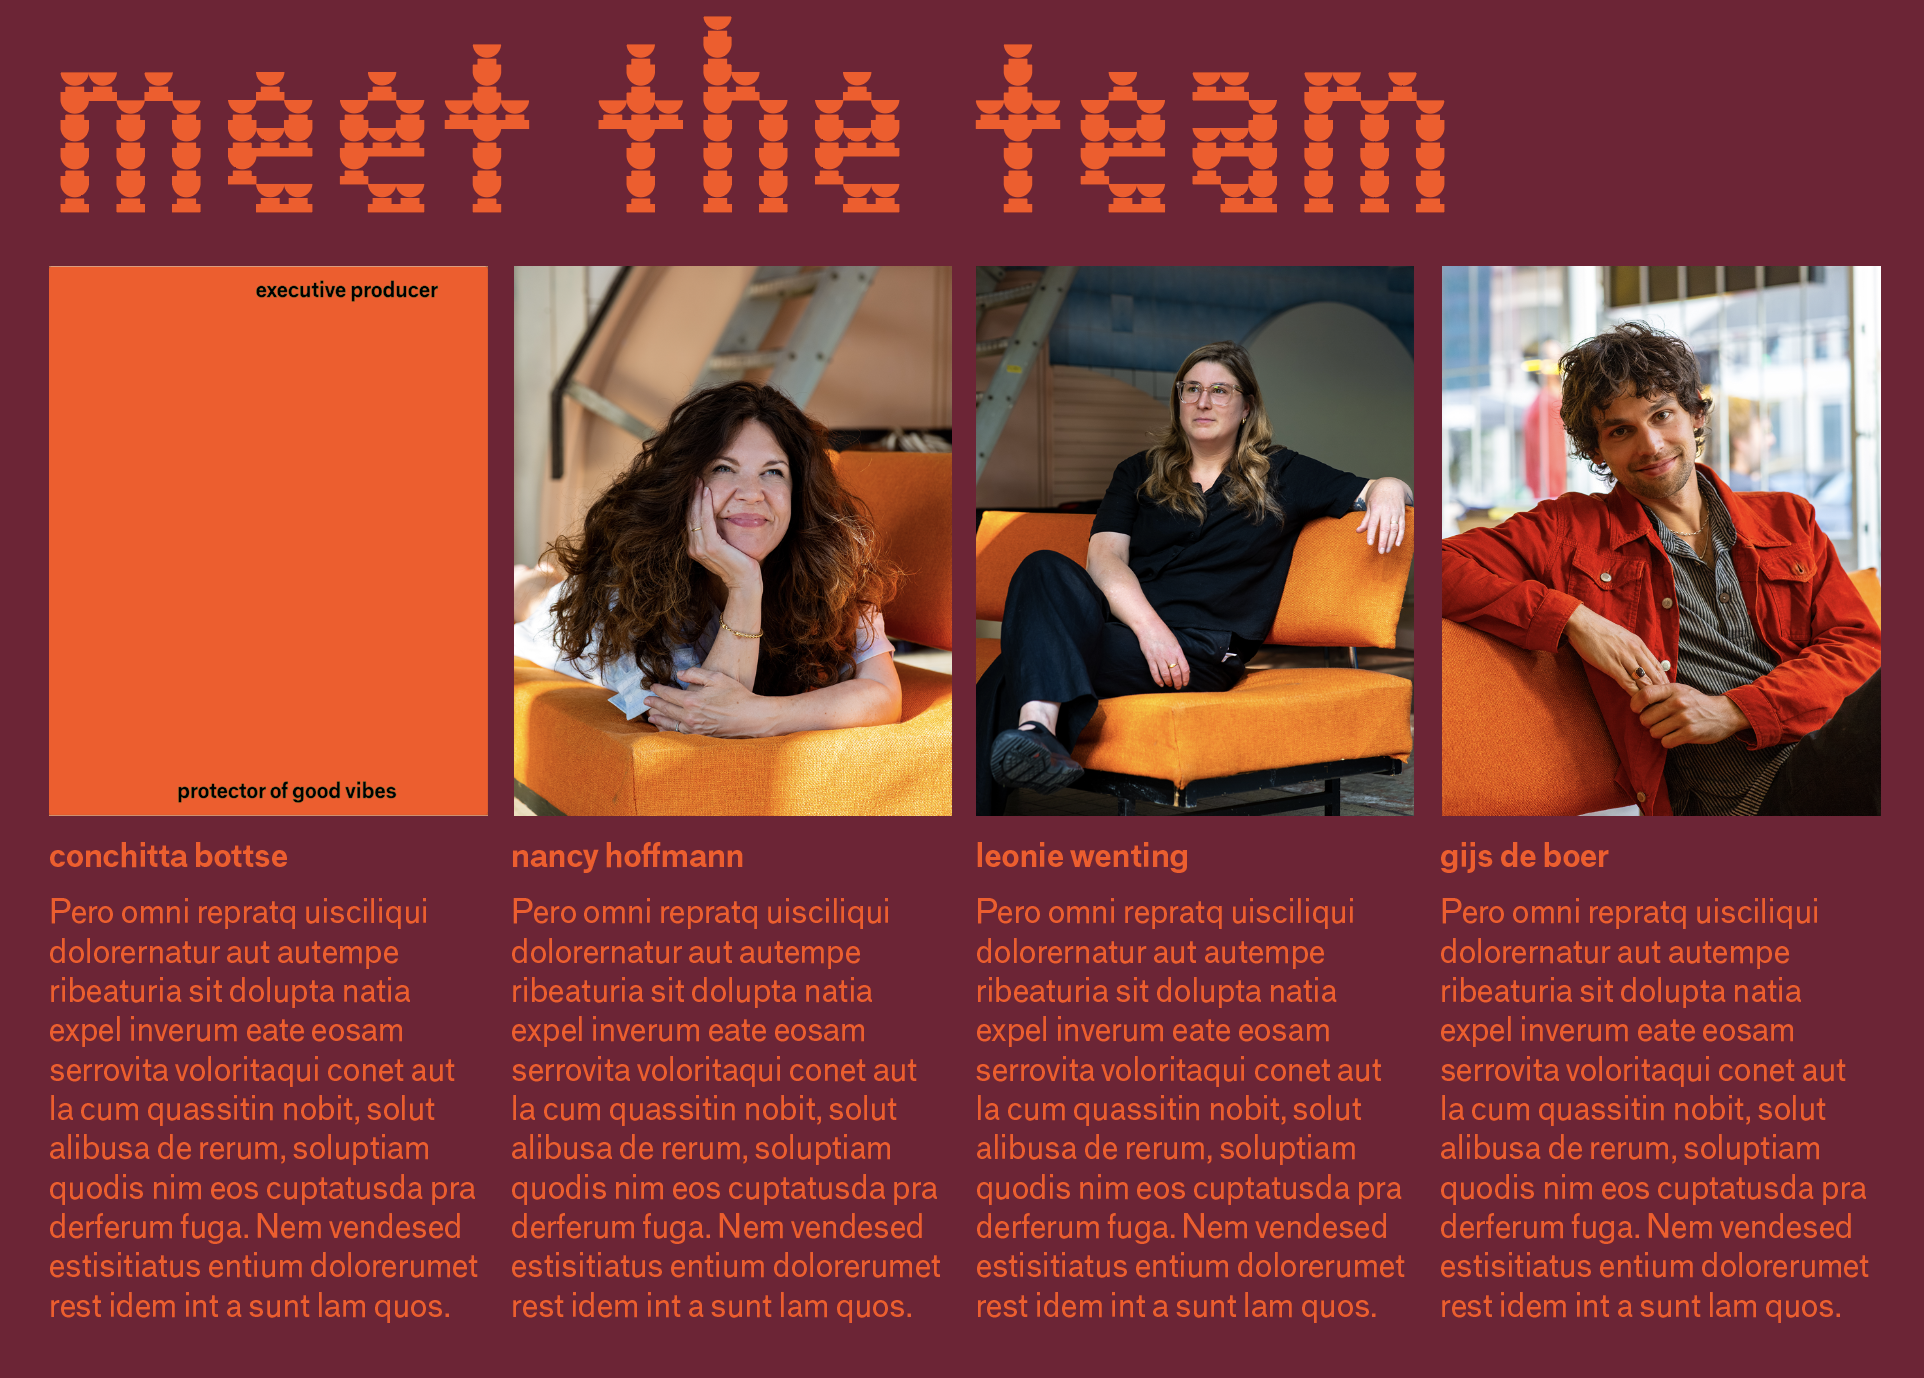 meet the team
executive producer
protector of good vibes
conchitta bottse
Pero omni repratq uisciliqui
dolorernatur aut autempe
ribeaturia sit dolupta natia
expel inverum eate eosam
serrovita voloritaqui conet aut
la cum quassitin nobit, solut
alibusa de rerum, soluptiam
quodis nim eos cuptatusda pra
derferum fuga. Nem vendesed
estisitiatus entium dolorerumet
rest idem int a sunt lam quos.
nancy hoffmann
Pero omni repratq uisciliqui
dolorernatur aut autempe
ribeaturia sit dolupta natia
expel inverum eate eosam
serrovita voloritaqui conet aut
la cum quassitin nobit, solut
alibusa de rerum, soluptiam
quodis nim eos cuptatusda pra
derferum fuga. Nem vendesed
estisitiatus entium dolorerumet
rest idem int a sunt lam quos.
leonie wenting
Pero omni repratq uisciliqui
dolorernatur aut autempe
ribeaturia sit dolupta natia
expel inverum eate eosam
serrovita voloritaqui conet aut
la cum quassitin nobit, solut
alibusa de rerum, soluptiam
quodis nim eos cuptatusda pra
derferum fuga. Nem vendesed
estisitiatus entium dolorerumet
rest idem int a sunt lam quos.
gijs de boer
Pero omni repratq uisciliqui
dolorernatur aut autempe
ribeaturia sit dolupta natia
expel inverum eate eosam
serrovita voloritaqui conet aut
la cum quassitin nobit, solut
alibusa de rerum, soluptiam
quodis nim eos cuptatusda pra
derferum fuga. Nem vendesed
estisitiatus entium dolorerumet
rest idem int a sunt lam quos.